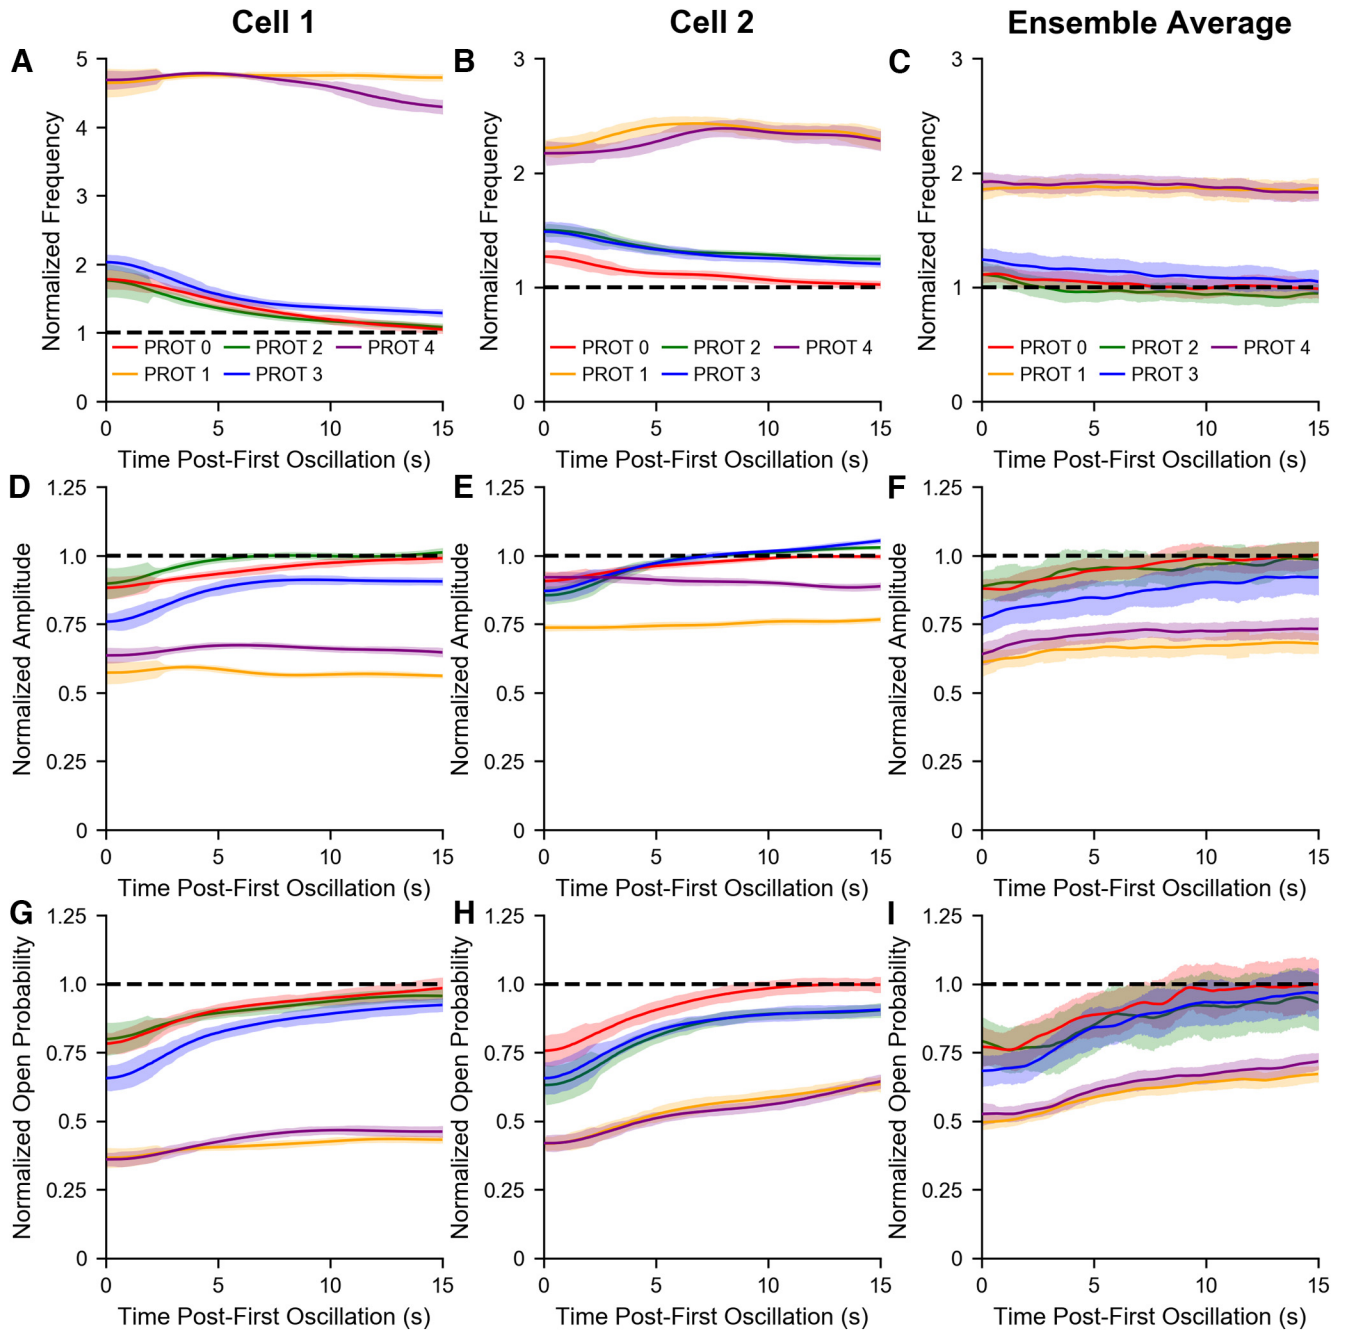 Cell 1 Cell 2 Ensemble Average
A B C
Normalized Frequency
5
4
3
2
1
0
PROT 0 PROT 2 PROT 4
PROT 1 PROT 3
0 5 10 15
Time Post-First Oscillation (s)
Normalized Frequency
3
2
1
0
PROT 0 PROT 2 PROT 4
PROT 1 PROT 3
0 5 10 15
Time Post-First Oscillation (s)
Normalized Frequency
3
2
1
0
PROT 0 PROT 2 PROT 4
PROT 1 PROT 3
0 5 10 15
Time Post-First Oscillation (s)
D E F
Normalized Amplitude
1.25
1.0
0.75
0.5
0.25
0
0 5 10 15
Time Post-First Oscillation (s)
Normalized Amplitude
1.25
1.0
0.75
0.5
0.25
0
0 5 10 15
Time Post-First Oscillation (s)
Normalized Amplitude
1.25
1.0
0.75
0.5
0.25
0
0 5 10 15
Time Post-First Oscillation (s)
G H I
Normalized Open Probability
1.25
1.0
0.75
0.5
0.25
0
0 5 10 15
Time Post-First Oscillation (s)
Normalized Open Probability
1.25
1.0
0.75
0.5
0.25
0
0 5 10 15
Time Post-First Oscillation (s)
Normalized Open Probability
1.25
1.0
0.75
0.5
0.25
0
0 5 10 15
Time Post-First Oscillation (s)